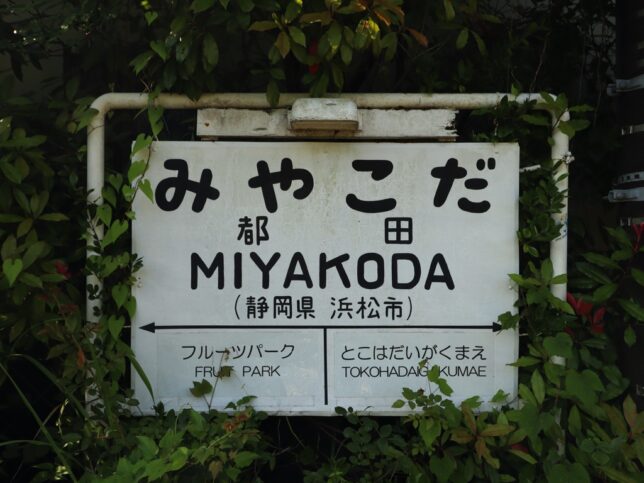 みやこだ
都田
MIYAKODA
(静岡県 浜松市)
フルーツパーク とこはだいがくまえ
FRUIT PARK TOKOHADAIGAKUMAE